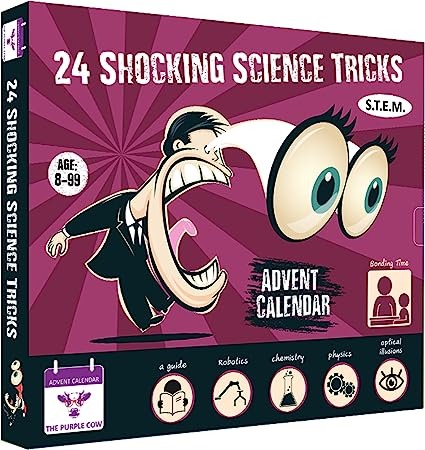 24 SHOCKING SCIENCE TRICKS
S.T.E.M.
AGE:
8-99
ADVENT
CALENDAR
Bonding Time
a guide
Robotics
chemistry
physics
optical
illusions
24 SHOCKING SCIENCE TRICKS
ADVENT CALENDAR
THE PURPLE COW